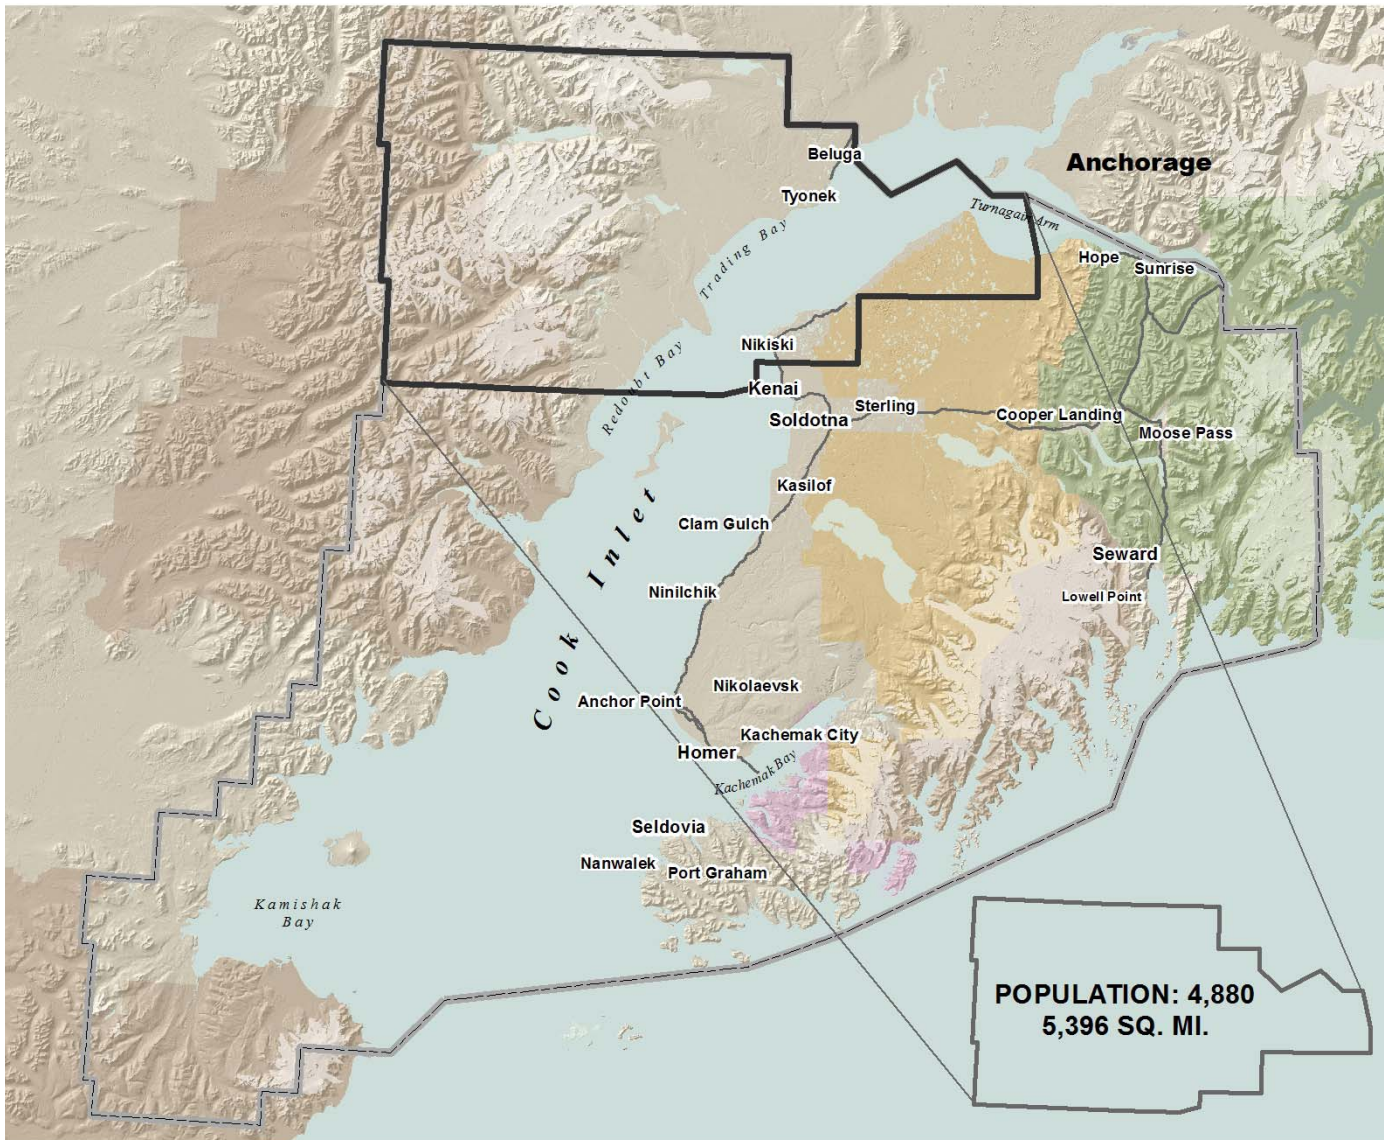 Beluga
Anchorage
Tyonek
Turnagain Arm
Trading Bay
Hope
Sunrise
Nikiski
Redoubt Bay
Kenai
Sterling
Soldotna
Cooper Landing
Moose Pass
Kasilof
Clam Gulch
Cook Inlet
Seward
Ninilchik
Lowell Point
Nikolaevsk
Anchor Point
Kachemak City
Homer
Kachemak Bay
Seldovia
Nanwalek
Port Graham
Kamishak
Bay
POPULATION: 4,880
5,396 SQ. MI.